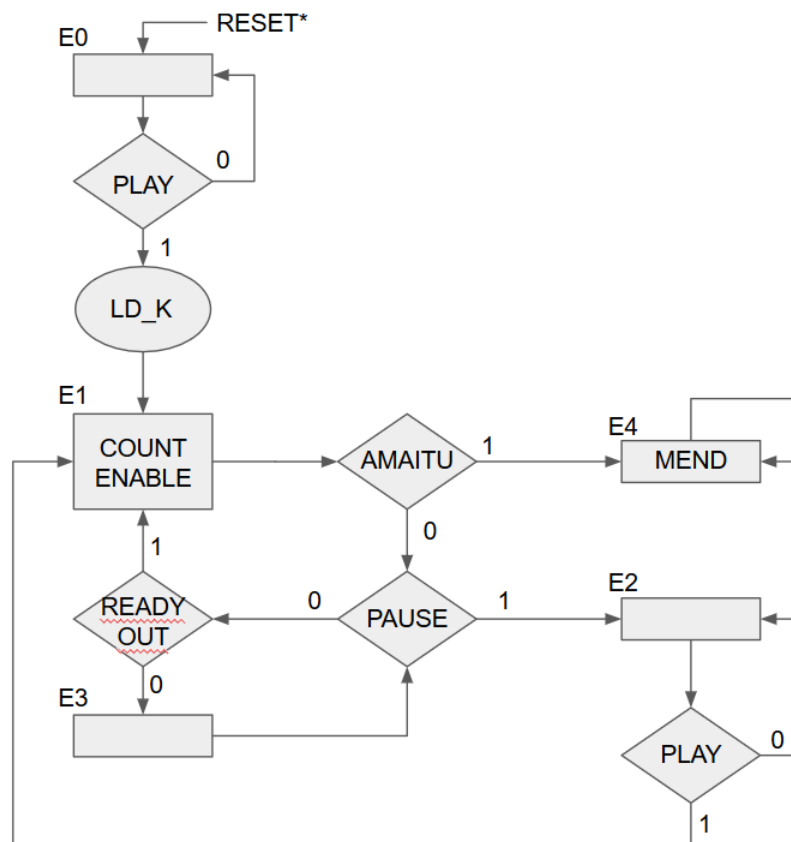 RESET*
E0
0
PLAY
1
LD_K
E1
COUNT
ENABLE
AMAITU
1
E4
MEND
0
1
READY
OUT
0
PAUSE
1
E2
0
E3
PLAY
0
1